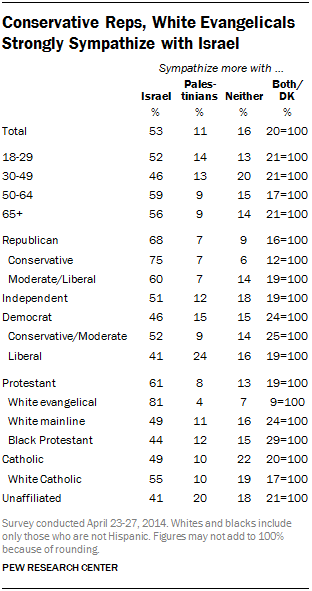 Conservative Reps, White Evangelicals
Strongly Sympathize with Israel
Sympathize more with ...
Israel Pales-tinians Neither Both/DK
% % % %
Total 53 11 16 20=100
18-29 52 14 13 21=100
30-49 46 13 20 21=100
50-64 59 9 15 17=100
65+ 56 9 14 21=100
Republican 68 7 9 16=100
Conservative 75 7 6 12=100
Moderate/Liberal 60 7 14 19=100
Independent 51 12 18 19=100
Democrat 46 15 15 24=100
Conservative/Moderate 52 9 14 25=100
Liberal 41 24 16 19=100
Protestant 61 8 13 19=100
White evangelical 81 4 7 9=100
White mainline 49 11 16 24=100
Black Protestant 44 12 15 29=100
Catholic 49 10 22 20=100
White Catholic 55 10 19 17=100
Unaffiliated 41 20 18 21=100
Survey conducted April 23-27, 2014. Whites and blacks include
only those who are not Hispanic. Figures may not add to 100%
because of rounding.
PEW RESEARCH CENTER